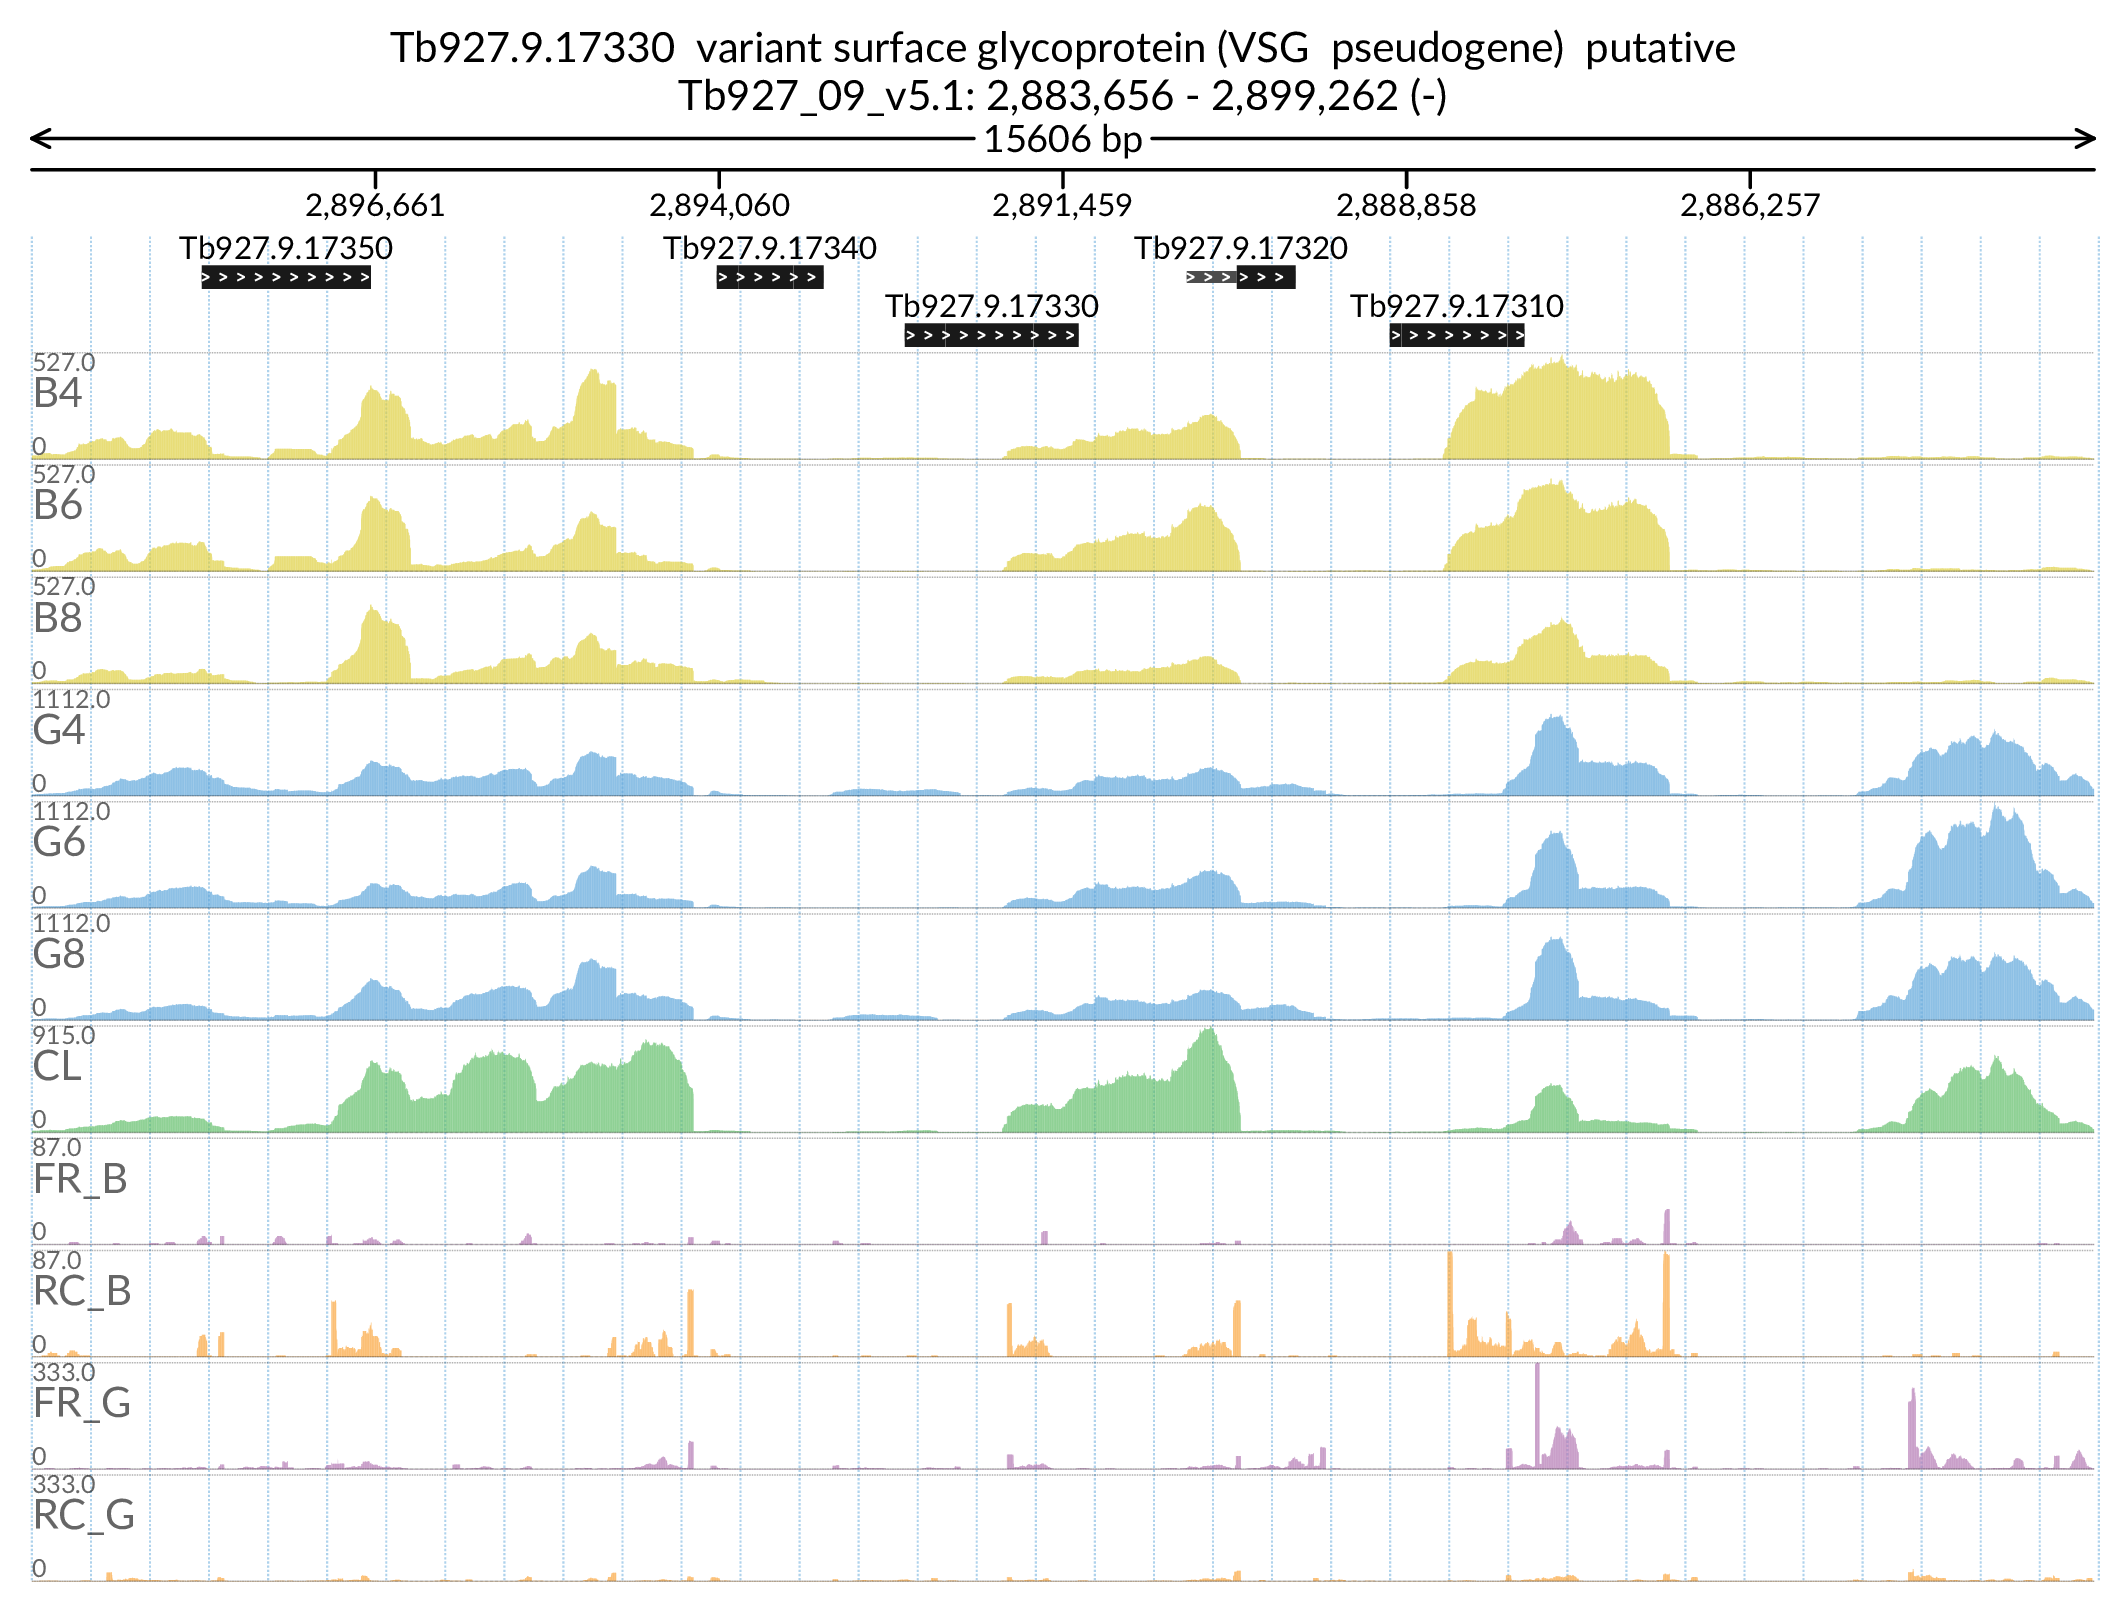 Tb927.9.17330 variant surface glycoprotein (VSG pseudogene) putative
Tb927_09_v5.1: 2,883,656 - 2,899,262 (-)
15606 bp
2,896,661 2,894,060 2,891,459 2,888,858 2,886,257
Tb927.9.17350 Tb927.9.17340 Tb927.9.17320
Tb927.9.17330 Tb927.9.17310
527.0
B4
0
527.0
B6
0
527.0
B8
0
1112.0
G4
0
1112.0
G6
0
1112.0
G8
0
915.0
CL
0
87.0
FR_B
0
87.0
RC_B
0
333.0
FR_G
0
333.0
RC_G
0